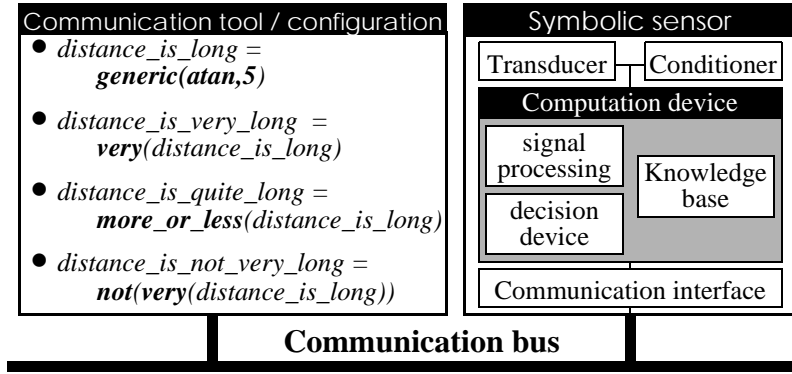 Communication tool / configuration
● distance_is_long =
generic(atan,5)
● distance_is_very_long =
very(distance_is_long)
● distance_is_quite_long =
more_or_less(distance_is_long)
● distance_is_not_very_long =
not(very(distance_is_long))
Symbolic sensor
Transducer
Conditioner
Computation device
signal
processing
decision
device
Knowledge
base
Communication interface
Communication bus